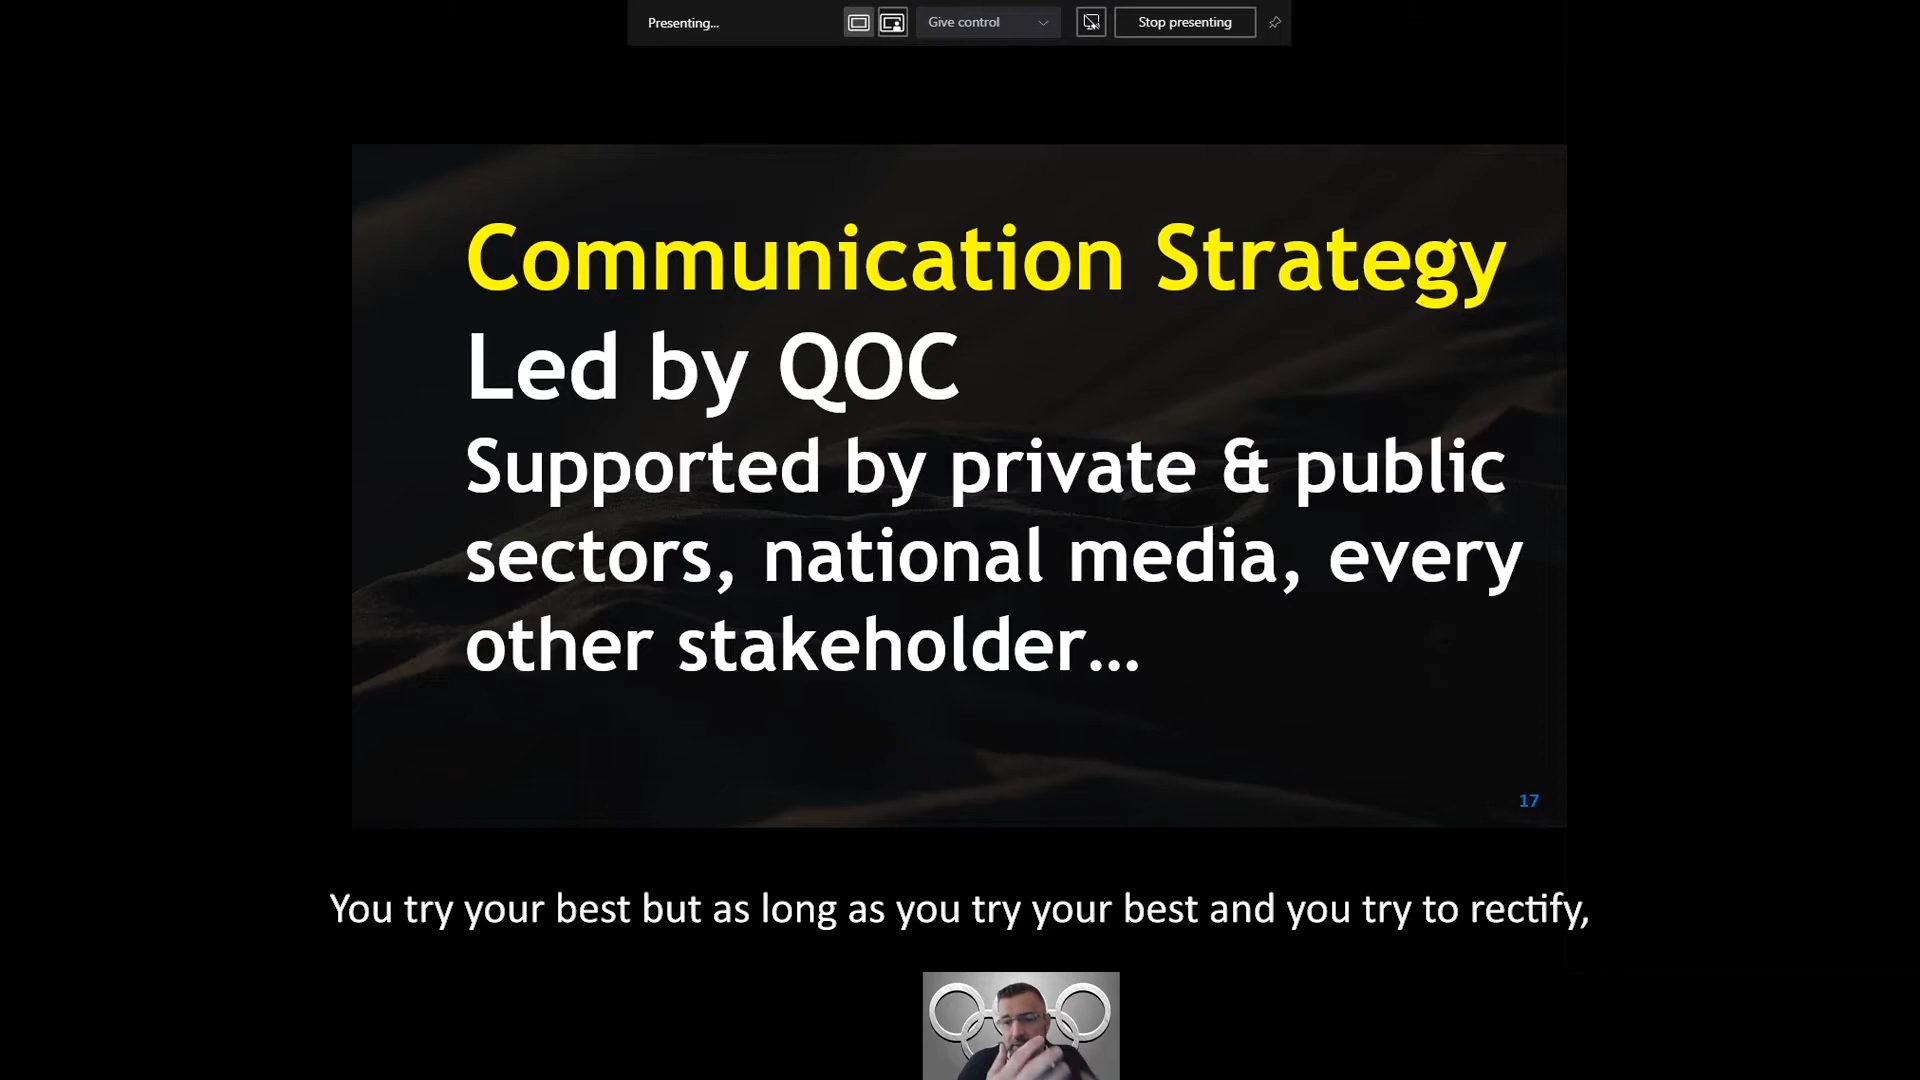 Presenting...
Give control
Stop presenting
Communication Strategy
Led by QOC
Supported by private & public
sectors, national media, every
other stakeholder...
17
You try your best but as long as you try your best and you try to rectify,